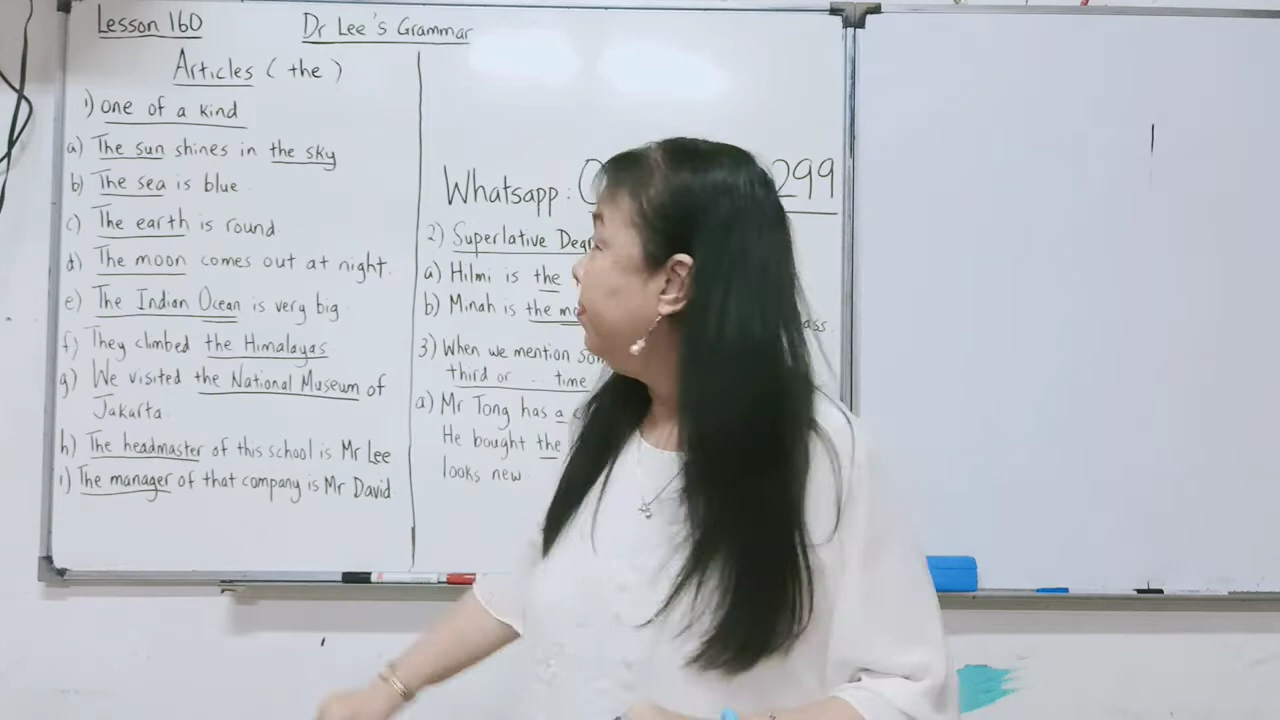 Lesson 160
Dr Lee's Grammar
Articles (the)
1) one of a kind
a) The sun shines in the sky
b) The sea is blue
c) The earth is round
d) The moon comes out at night.
e) The Indian Ocean is very big
f) They climbed the Himalayas
g) We visited the National Museum of
Jakarta
h) The headmaster of this school is Mr Lee
i) The manager of that company is Mr David
Whatsapp: 299
2) Superlative
a) Hilmi is the
b) Minah is the
3) When we mention
third or .. time
a) Mr Tong has a
He bought the
looks new